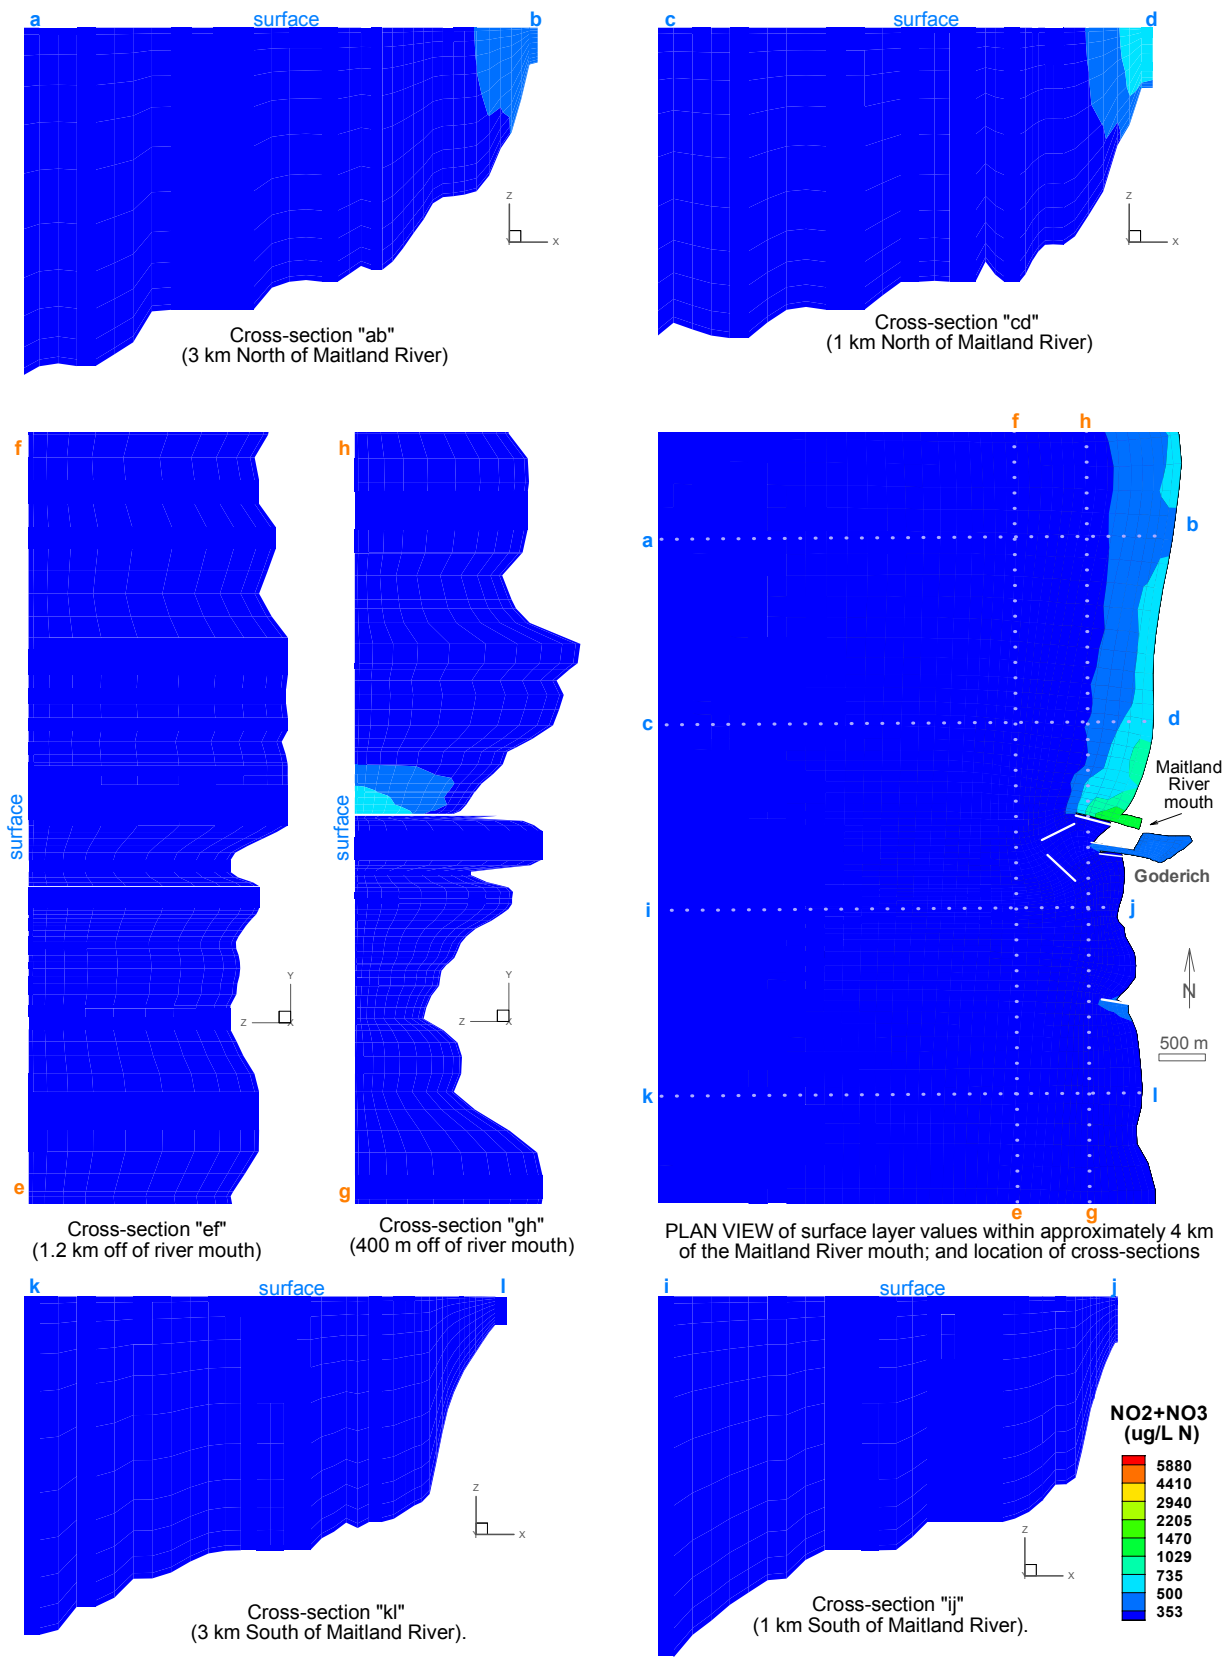 a
surface
b
Z
Y
X
Cross-section "ab"
(3 km North of Maitland River)
c
surface
d
Z
Y
X
Cross-section "cd"
(1 km North of Maitland River)
f
surface
e
Y
Z
X
Cross-section "ef"
(1.2 km off of river mouth)
h
surface
g
Y
Z
X
Cross-section "gh"
(400 m off of river mouth)
f
h
a
b
c
d
Maitland
River
mouth
Goderich
i
j
N
500 m
k
l
e
g
PLAN VIEW of surface layer values within approximately 4 km
of the Maitland River mouth; and location of cross-sections
k
surface
l
Z
Y
X
Cross-section "kl"
(3 km South of Maitland River).
i
surface
j
Z
Y
X
Cross-section "ij"
(1 km South of Maitland River).
NO2+NO3
(ug/L N)
5880
4410
2940
2205
1470
1029
735
500
353